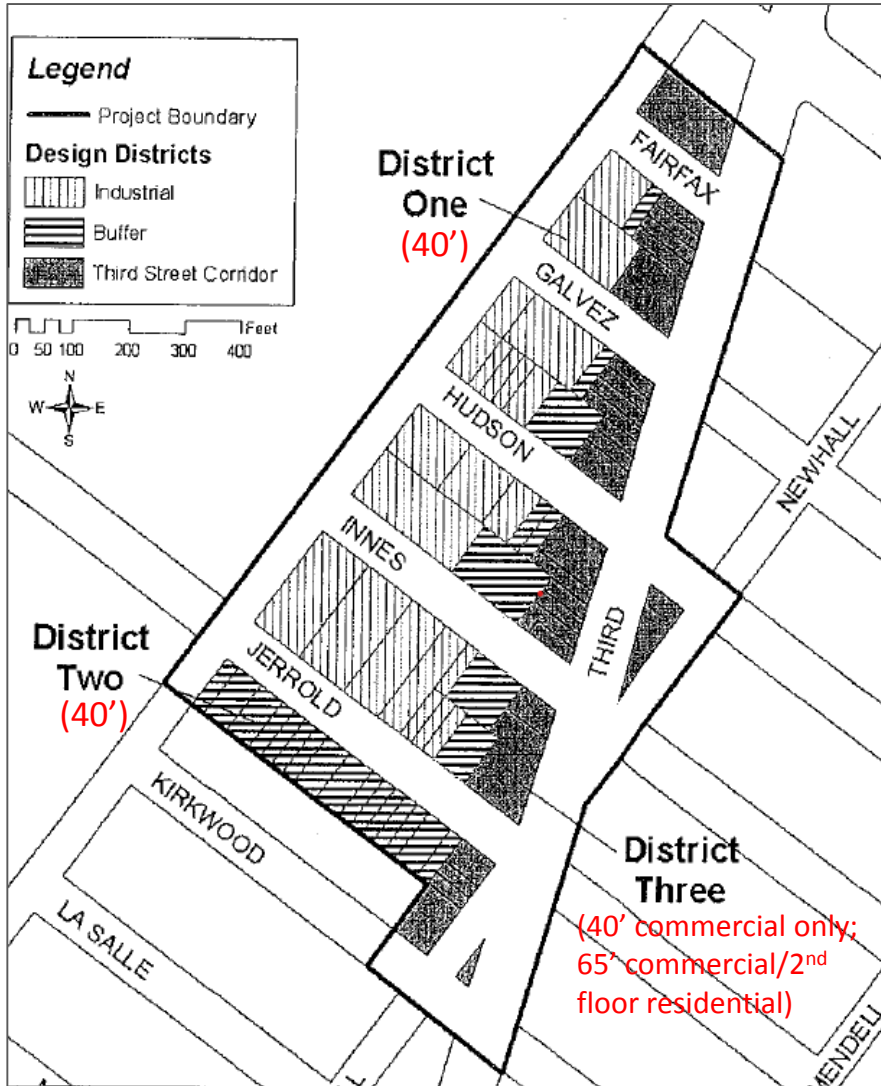 Legend
Project Boundary
Design Districts
Industrial
Buffer
Third Street Corridor
Feet
0 50 100 200 300 400
N
W E
S
District
One
(40’)
FAIRFAX
GALVEZ
HUDSON
INNES
JERROLD
THIRD
NEWHALL
District
Two
(40’)
KIRKWOOD
LA SALLE
District
Three
(40’ commercial only;
65’ commercial/2nd
floor residential)
MENDELL